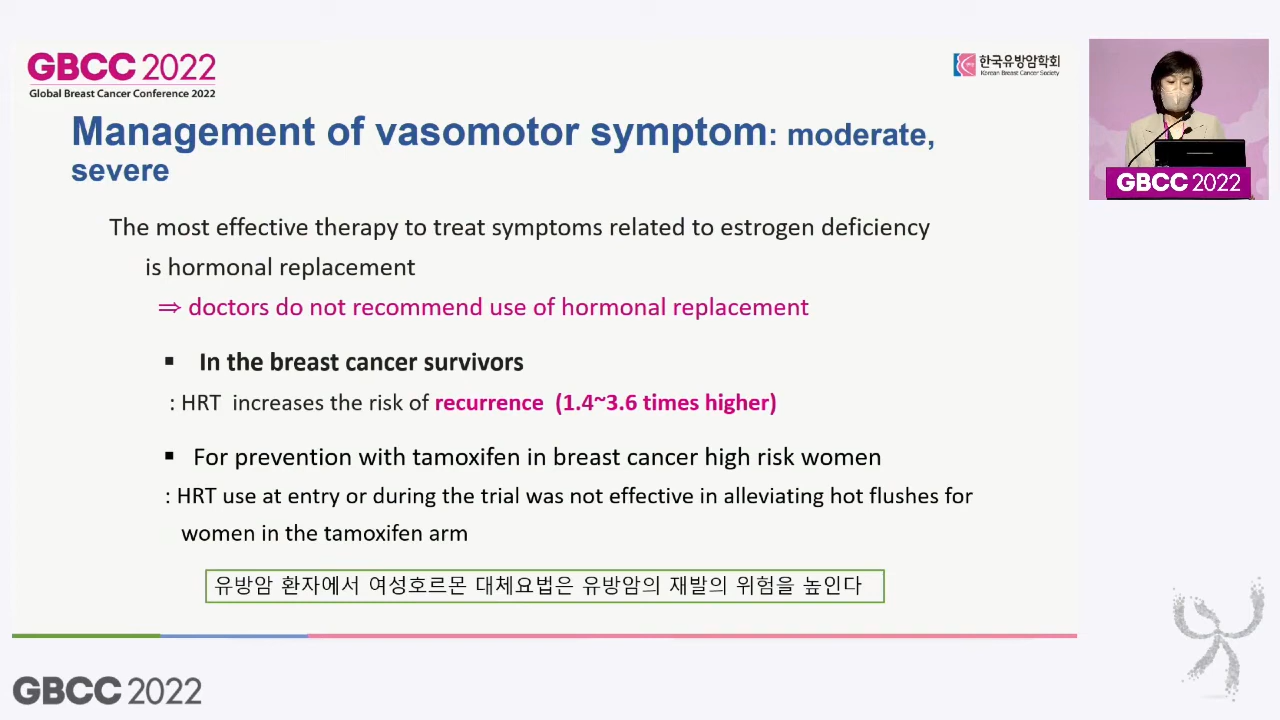 GBCC 2022
Global Breast Cancer Conference 2022
한국유방암학회
Korean Breast Cancer Society
Management of vasomotor symptom: moderate,
severe
The most effective therapy to treat symptoms related to estrogen deficiency
is hormonal replacement
⇒ doctors do not recommend use of hormonal replacement
▪ In the breast cancer survivors
: HRT increases the risk of recurrence (1.4~3.6 times higher)
▪ For prevention with tamoxifen in breast cancer high risk women
: HRT use at entry or during the trial was not effective in alleviating hot flushes for
women in the tamoxifen arm
유방암 환자에서 여성호르몬 대체요법은 유방암의 재발의 위험을 높인다
GBCC 2022
GBCC 2022